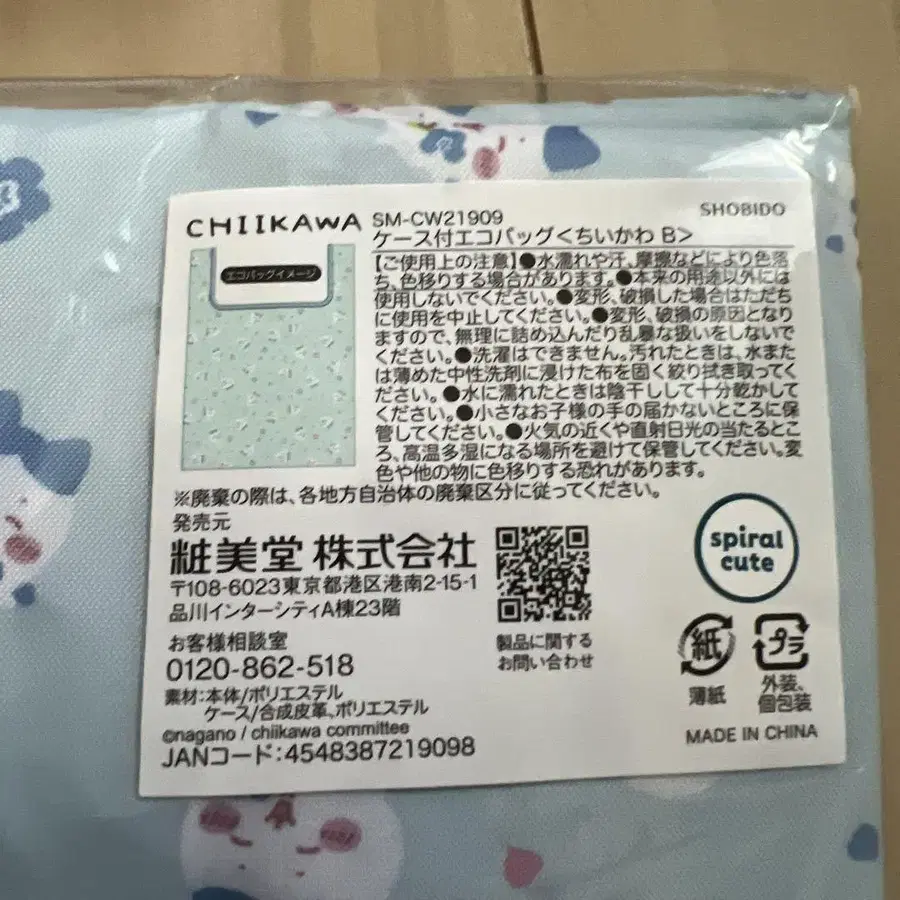 CHIIKAWA
SM-CW21909
SHOBIDO
ケース付エコバッグ<ちいかわ B>
エコバッグイメージ
【ご使用上の注意】●水濡れや汗、摩擦などにより色落
ち、色移りする場合があります。●本来の用途以外には
使用しないでください。●変形、破損した場合はただち
に使用を中止してください。●変形、破損の原因となり
ますので、無理に詰め込んだり乱暴な扱いをしないで
ください。●洗濯はできません。汚れたときは、水また
は薄めた中性洗剤に浸けた布を固く絞り拭き取ってく
ださい。●水に濡れたときは陰干しして十分乾かして
ください。●小さなお子様の手の届かないところに保
管してください。●火気の近くや直射日光の当たるとこ
ろ、高温多湿になる場所を避けて保管してください。変
色や他の物に色移りする恐れがあります。
※廃棄の際は、各地方自治体の廃棄区分に従ってください。
発売元
粧美堂 株式会社
〒108-6023東京都港区港南2-15-1
品川インターシティA棟23階
お客様相談室
0120-862-518
素材:本体/ポリエステル
ケース/合成皮革、ポリエステル
©nagano / chiikawa committee
JANコード:4548387219098
製品に関する
お問い合わせ
spiral
cute
紙
薄紙
プラ
外装、
個包装
MADE IN CHINA